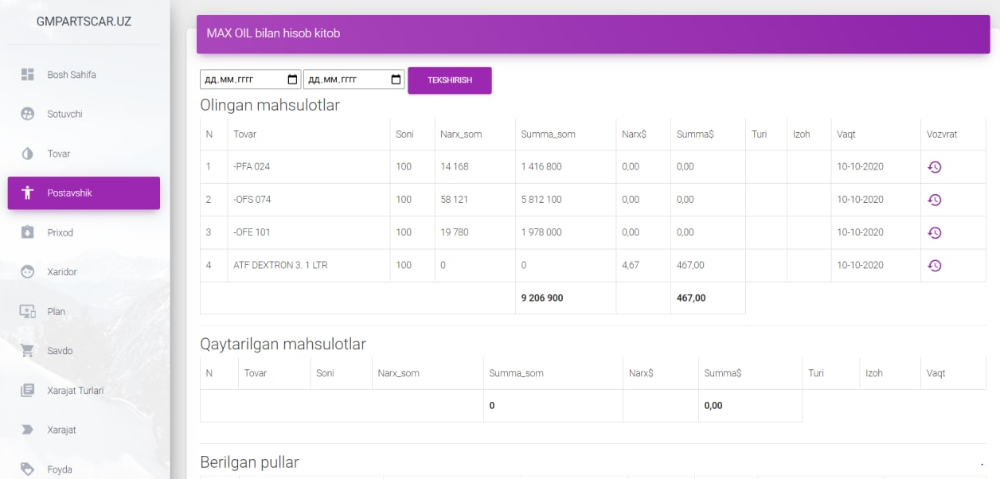 GMPARTSCAR.UZ
Bosh Sahifa
Sotuvchi
Tovar
Postavshik
Prixod
Xaridor
Plan
Savdo
Xarajat Turlari
Xarajat
Foyda
MAX OIL bilan hisob kitob
ДД.ММ.ГГГГ ДД.ММ.ГГГГ TEKSHIRISH
Olingan mahsulotlar
N Tovar Soni Narx_som Summa_som Narx$ Summa$ Turi Izoh Vaqt Vozvrat
1 -PFA 024 100 14 168 1 416 800 0,00 0,00 10-10-2020
2 -OFS 074 100 58 121 5 812 100 0,00 0,00 10-10-2020
3 -OFE 101 100 19 780 1 978 000 0,00 0,00 10-10-2020
4 ATF DEXTRON 3. 1 LTR 100 0 0 4,67 467,00 10-10-2020
9 206 900 467,00
Qaytarilgan mahsulotlar
N Tovar Soni Narx_som Summa_som Narx$ Summa$ Turi Izoh Vaqt
0 0,00
Berilgan pullar